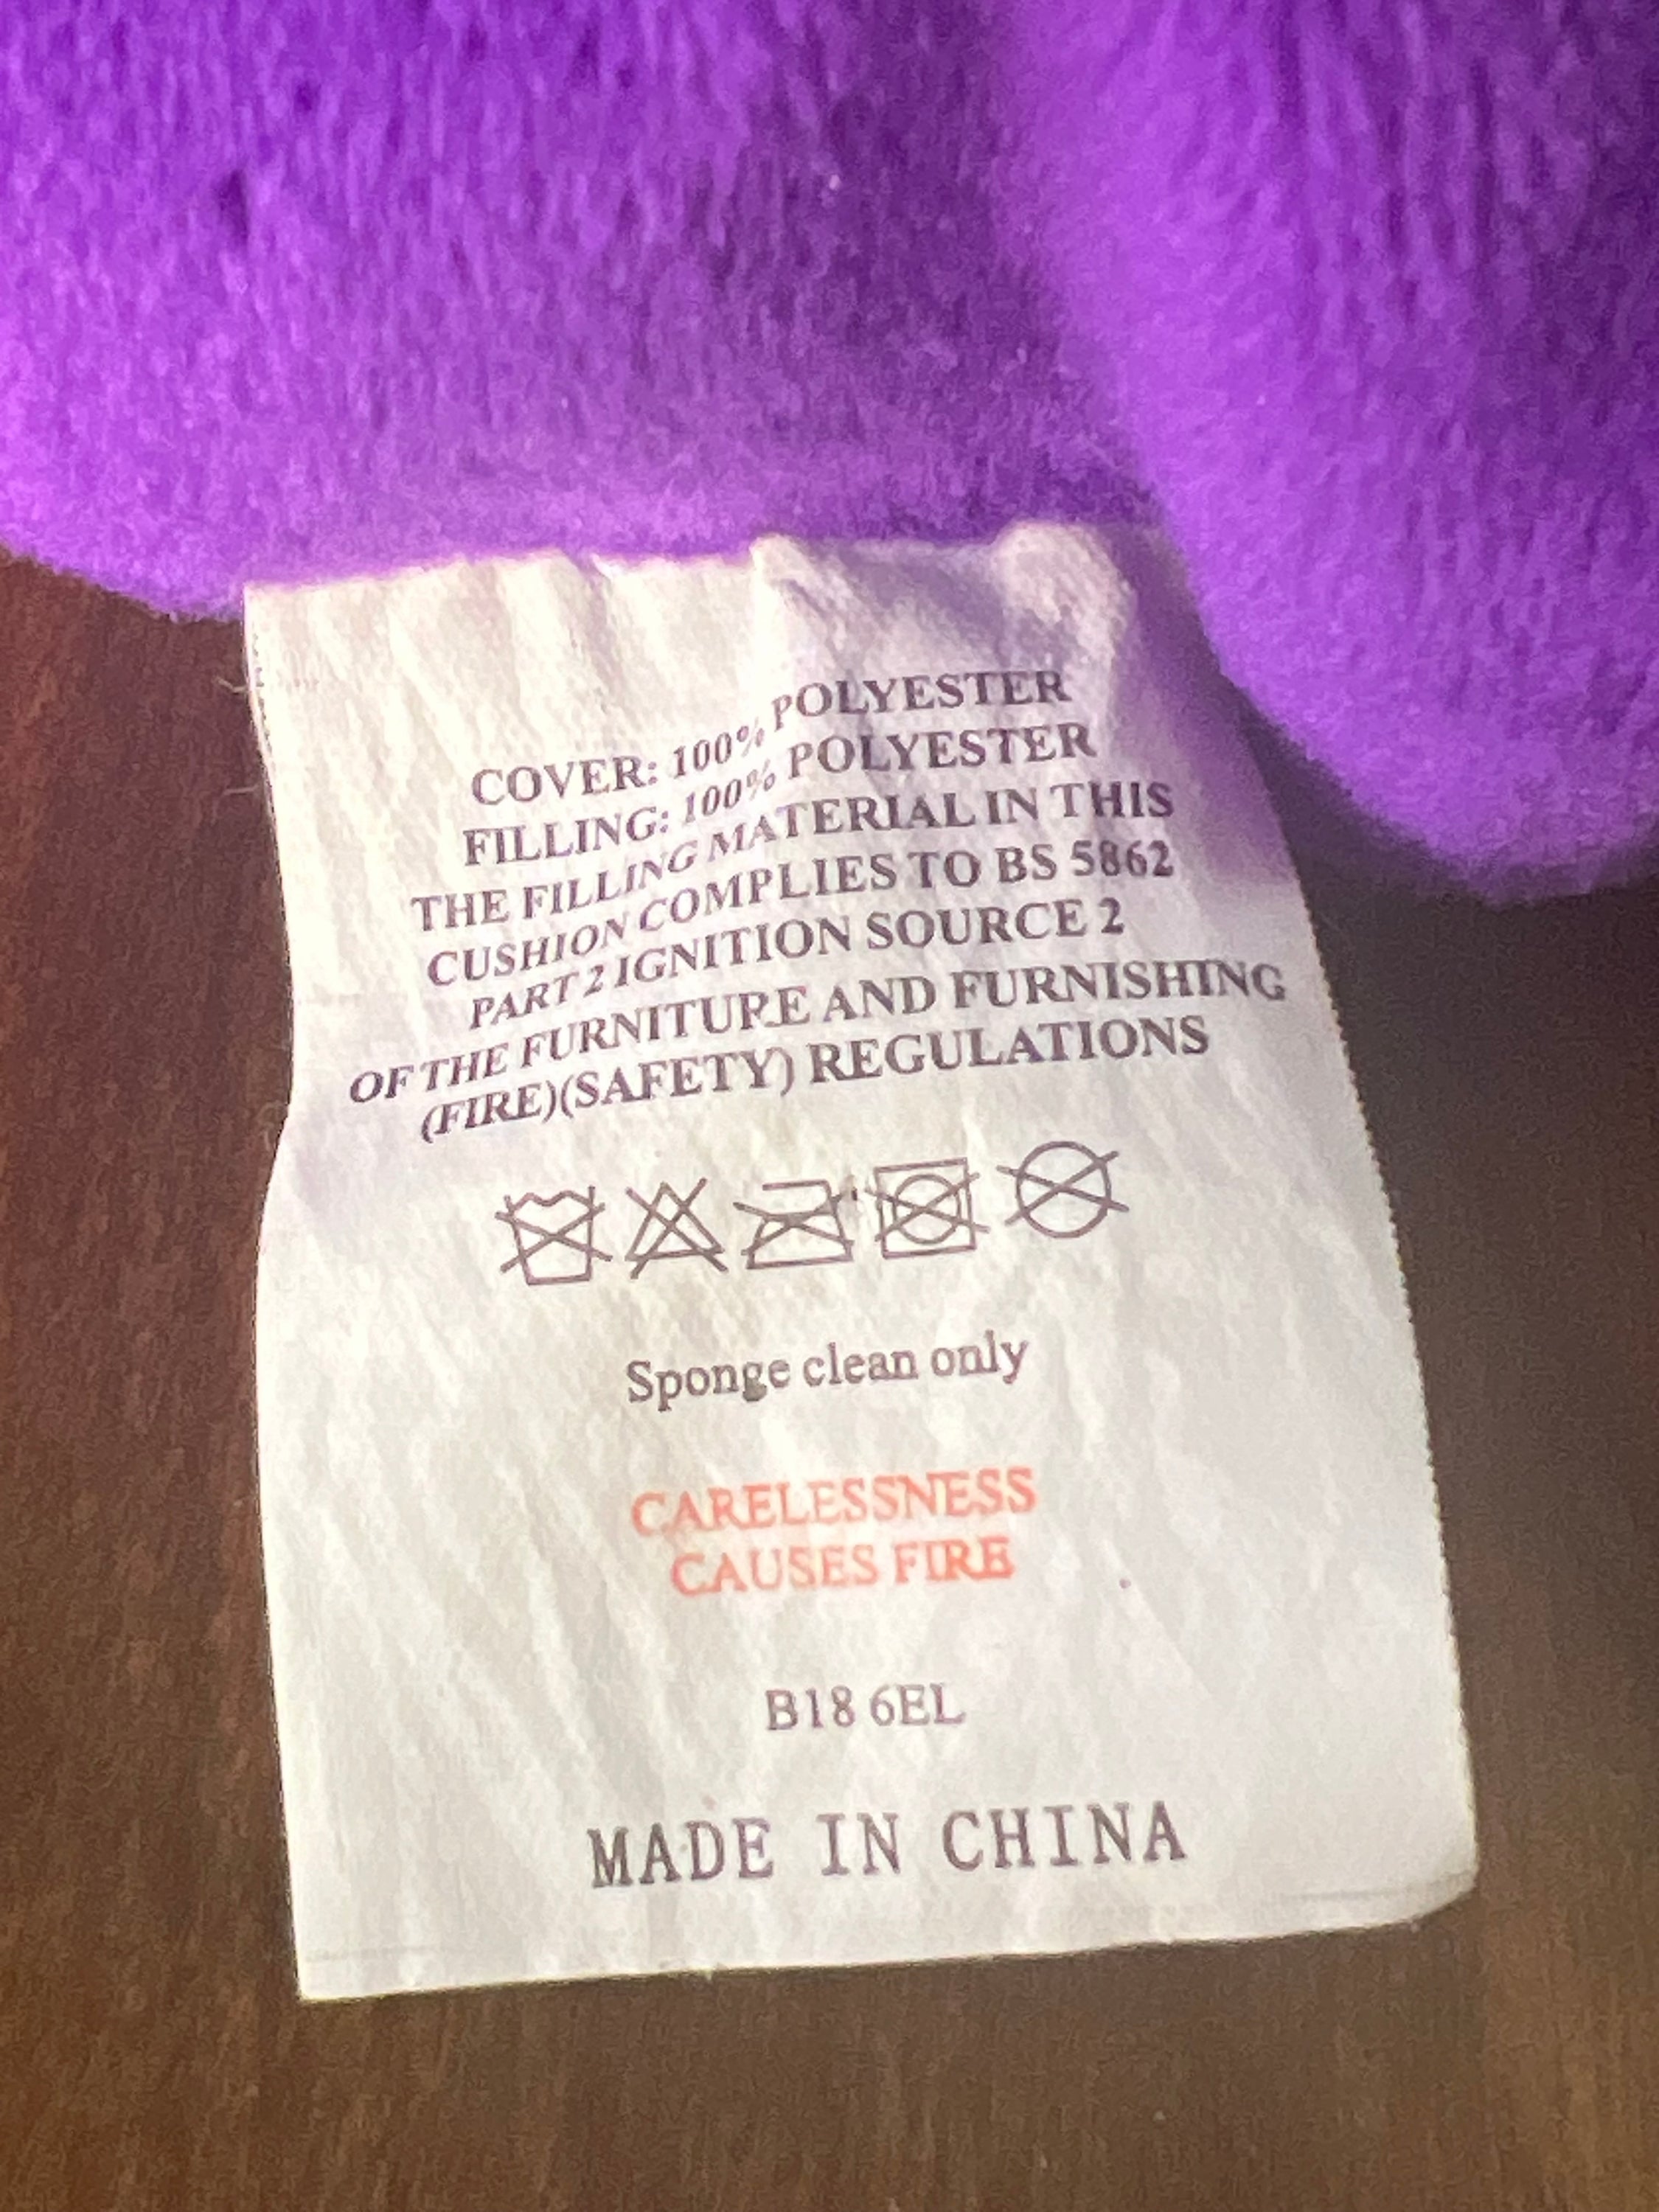 COVER: 100% POLYESTER
FILLING: 100% POLYESTER
THE FILLING MATERIAL IN THIS
CUSHION COMPLIES TO BS 5862
PART 2 IGNITION SOURCE 2
OF THE FURNITURE AND FURNISHING
(FIRE)(SAFETY) REGULATIONS
Sponge clean only
CARELESSNESS
CAUSES FIRE
B18 6EL
MADE IN CHINA